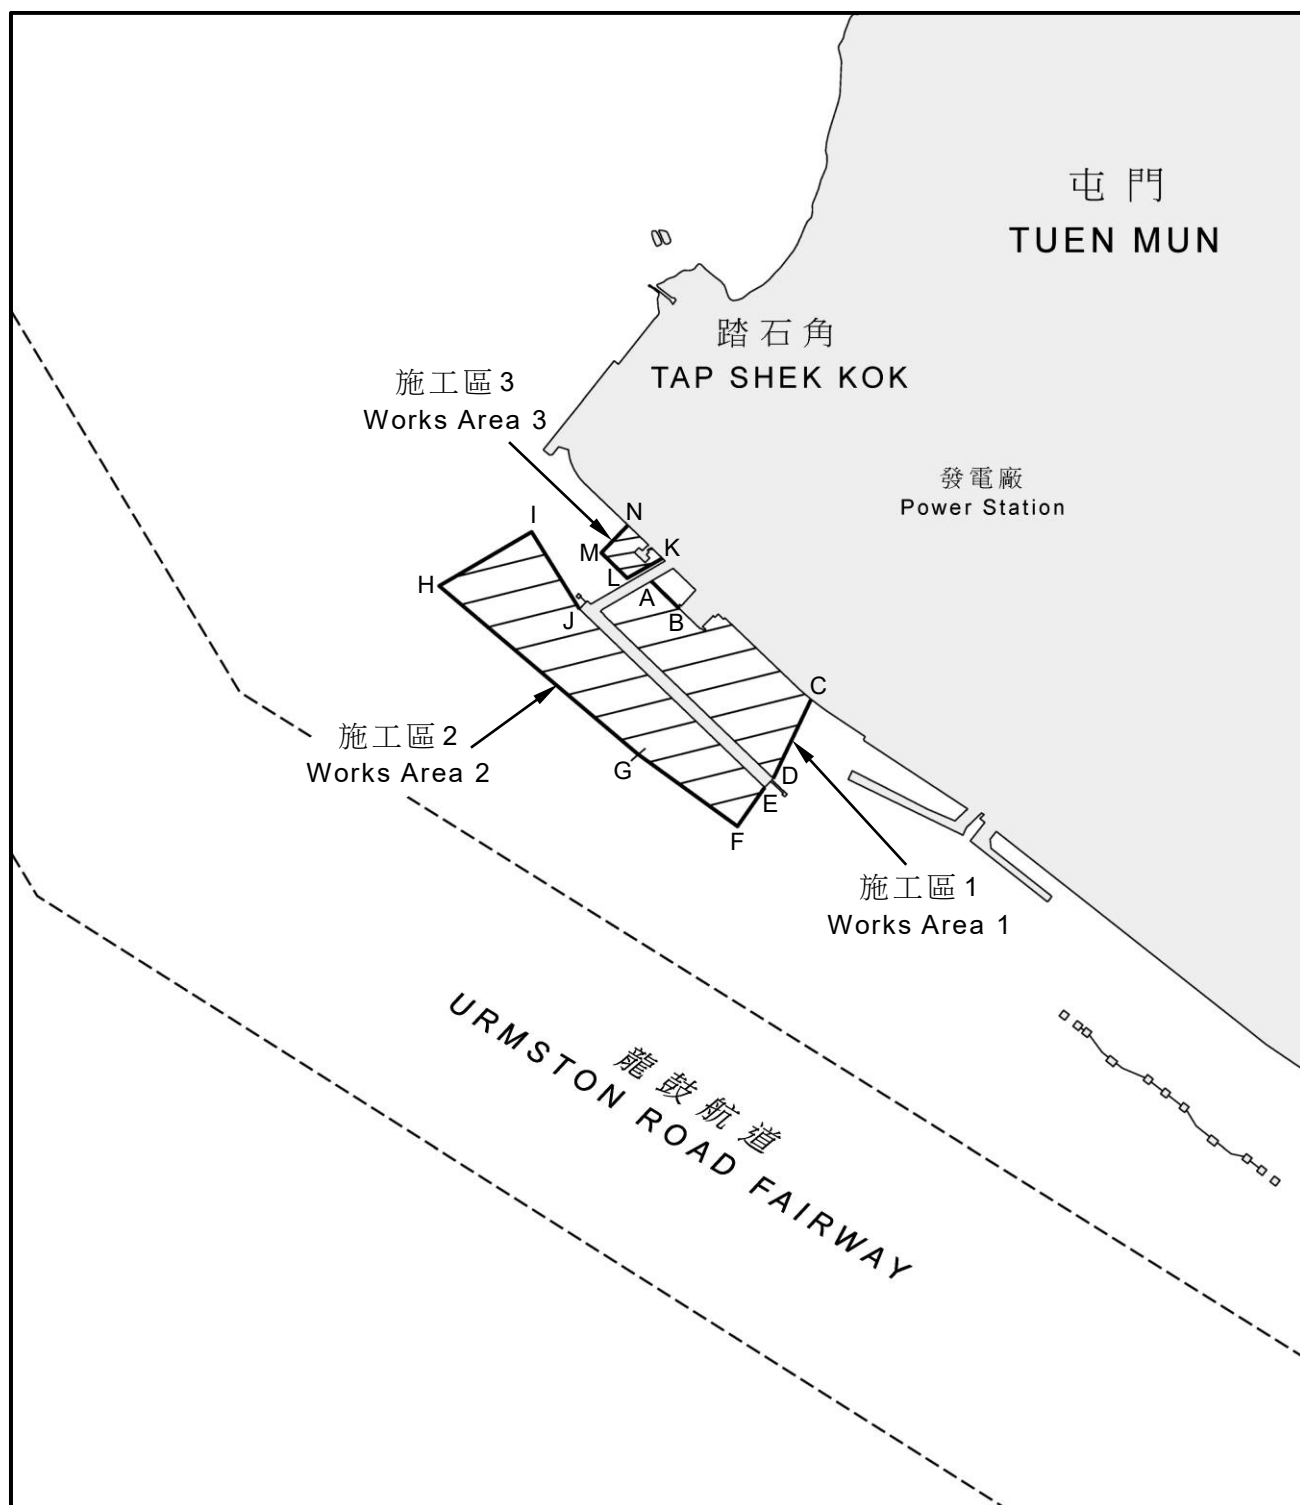 屯門
TUEN MUN
踏石角
TAP SHEK KOK
施工區3
Works Area 3
發電廠
Power Station
I
N
M
K
H
L
A
J
B
C
施工區2
Works Area 2
G
D
E
F
施工區1
Works Area 1
龍鼓航道
URMSTON ROAD FAIRWAY